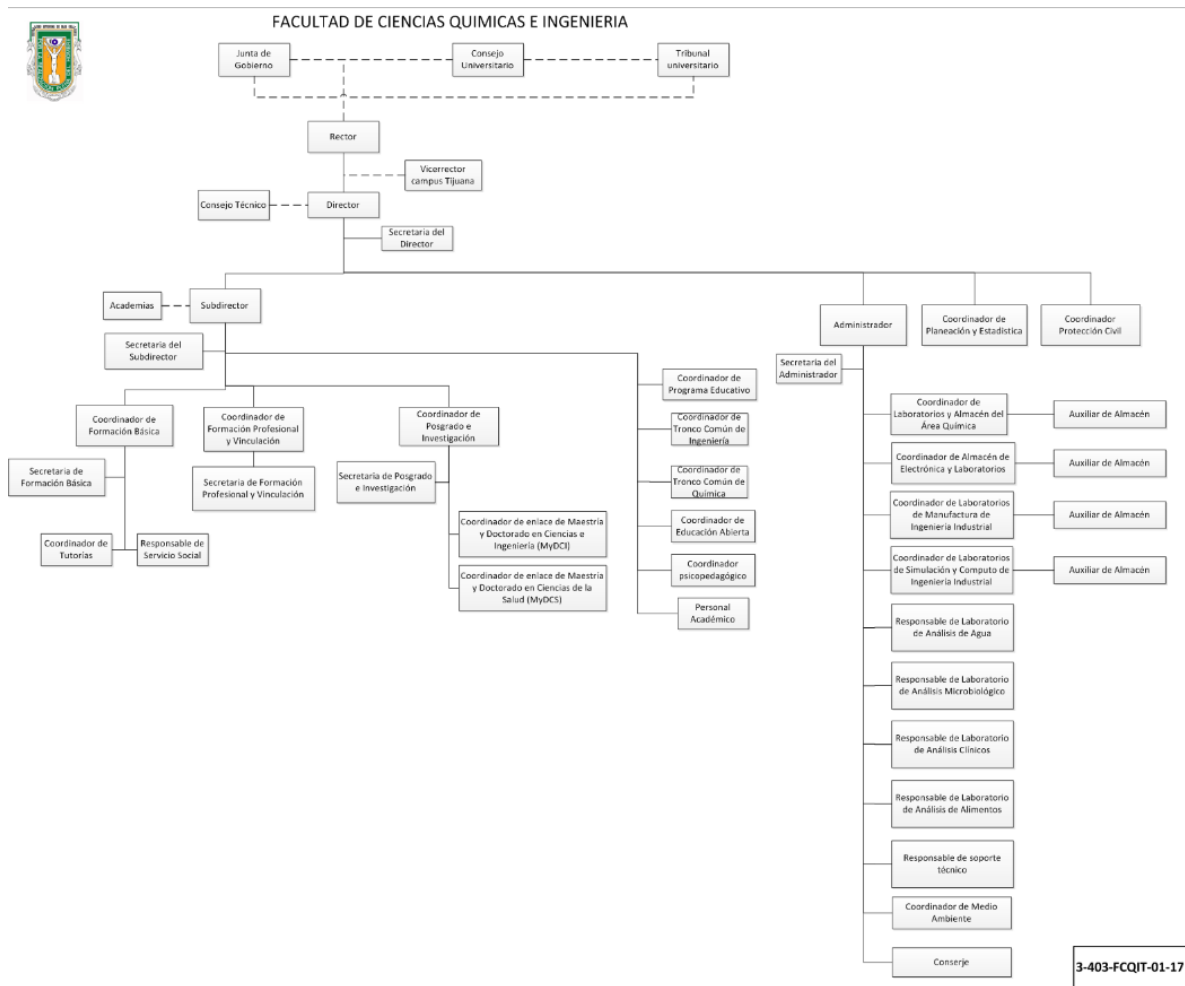 FACULTAD DE CIENCIAS QUIMICAS E INGENIERIA
Junta de
Gobierno
Consejo
Universitario
Tribunal
universitario
Rector
Vicerrector
campus Tijuana
Consejo Técnico
Director
Secretaria del
Director
Academias
Subdirector
Secretaria del
Subdirector
Coordinador de
Formación Básica
Secretaria de
Formación Básica
Coordinador de
Tutorías
Responsable de
Servicio Social
Coordinador de
Formación Profesional
y Vinculación
Secretaria de Formación
Profesional y Vinculación
Coordinador de
Posgrado e
Investigación
Secretaria de Posgrado
e Investigación
Coordinador de enlace de Maestría
y Doctorado en Ciencias e
Ingeniería (MyDCI)
Coordinador de enlace de Maestría
y Doctorado en Ciencias de la
Salud (MyDCS)
Coordinador de
Programa Educativo
Coordinador de
Tronco Común de
Ingeniería
Coordinador de
Tronco Común de
Química
Coordinador de
Educación Abierta
Coordinador
psicopedagógico
Personal
Académico
Administrador
Coordinador de
Planeación y Estadística
Coordinador
Protección Civil
Secretaria del
Administrador
Coordinador de
Laboratorios y Almacén del
Área Química
Auxiliar de Almacén
Coordinador de Almacén de
Electrónica y Laboratorios
Auxiliar de Almacén
Coordinador de Laboratorios
de Manufactura de
Ingeniería Industrial
Auxiliar de Almacén
Coordinador de Laboratorios
de Simulación y Computo de
Ingeniería Industrial
Auxiliar de Almacén
Responsable de Laboratorio
de Análisis de Agua
Responsable de Laboratorio
de Análisis Microbiológico
Responsable de Laboratorio
de Análisis Clínicos
Responsable de Laboratorio
de Análisis de Alimentos
Responsable de soporte
técnico
Coordinador de Medio
Ambiente
Conserje
3-403-FCQIT-01-17